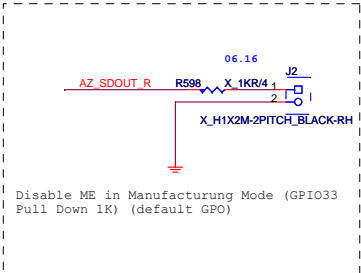 06.16
J2
AZ_SDOUT_R R598 X_1KR/4 1
2
X_H1X2M-2PITCH_BLACK-RH
Disable ME in Manufacturung Mode (GPIO33
Pull Down 1K) (default GPO)